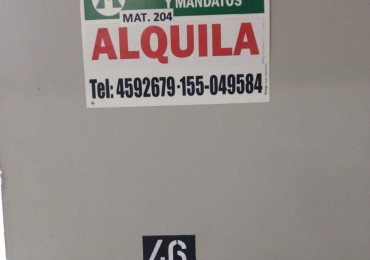 Y MANDATOS
MAT. 204
ALQUILA
Tel: 4592679-155-049584
46